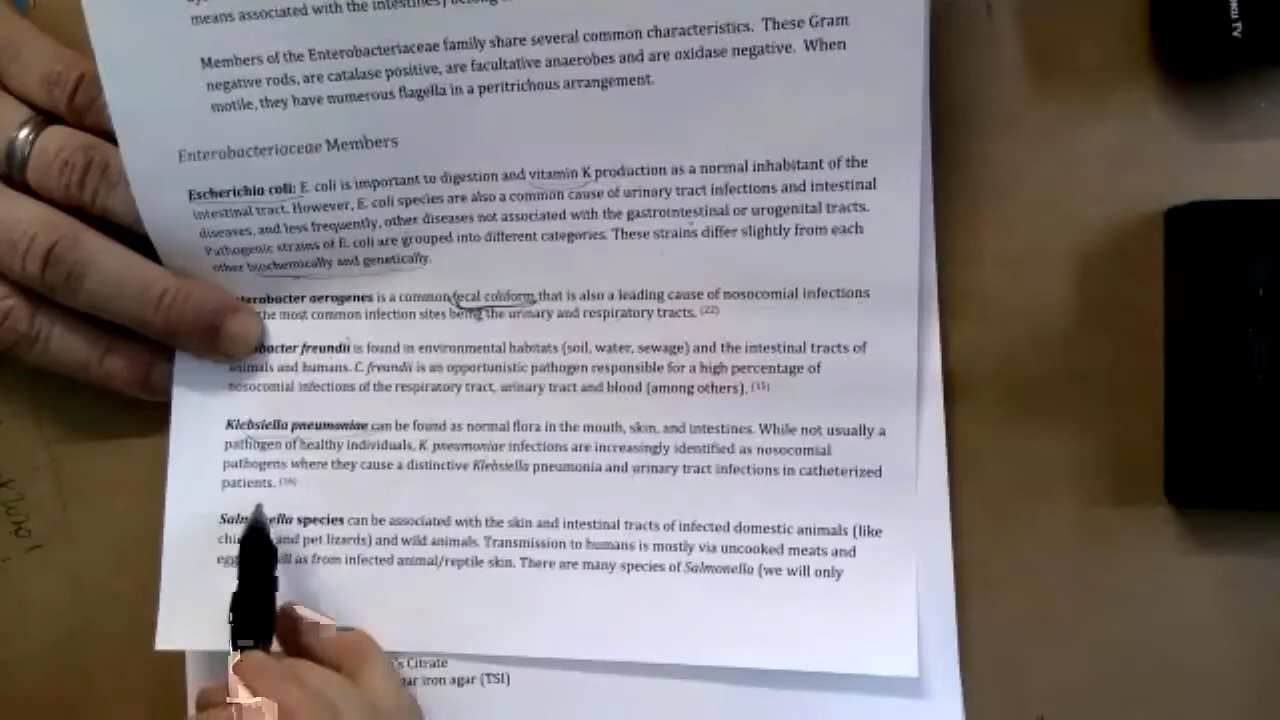 means associated with the intestines)
Members of the Enterobacteriaceae family share several common characteristics. These Gram
negative rods, are catalase positive, are facultative anaerobes and are oxidase negative. When
motile, they have numerous flagella in a peritrichous arrangement.
Enterobacteriaceae Members
Escherichia coli: E. coli is important to digestion and vitamin K production as a normal inhabitant of the
intestinal tract. However, E. coli species are also a common cause of urinary tract infections and intestinal
diseases, and less frequently, other diseases not associated with the gastrointestinal or urogenital tracts.
Pathogenic strains of E. coli are grouped into different categories. These strains differ slightly from each
other biochemically and genetically.
terobacter aerogenes is a common fecal coliform that is also a leading cause of nosocomial infections
the most common infection sites being the urinary and respiratory tracts. (22)
bacter freundii is found in environmental habitats (soil, water, sewage) and the intestinal tracts of
animals and humans. C. freundii is an opportunistic pathogen responsible for a high percentage of
nosocomial infections of the respiratory tract, urinary tract and blood (among others). (15)
Klebsiella pneumoniae can be found as normal flora in the mouth, skin, and intestines. While not usually a
pathogen of healthy individuals, K. pneumoniae infections are increasingly identified as nosocomial
pathogens where they cause a distinctive Klebsiella pneumonia and urinary tract infections in catheterized
patients.
Salmonella species can be associated with the skin and intestinal tracts of infected domestic animals (like
and pet lizards) and wild animals. Transmission to humans is mostly via uncooked meats and
as from infected animal/reptile skin. There are many species of Salmonella (we will only
's Citrate
iron agar (TSI)
TV